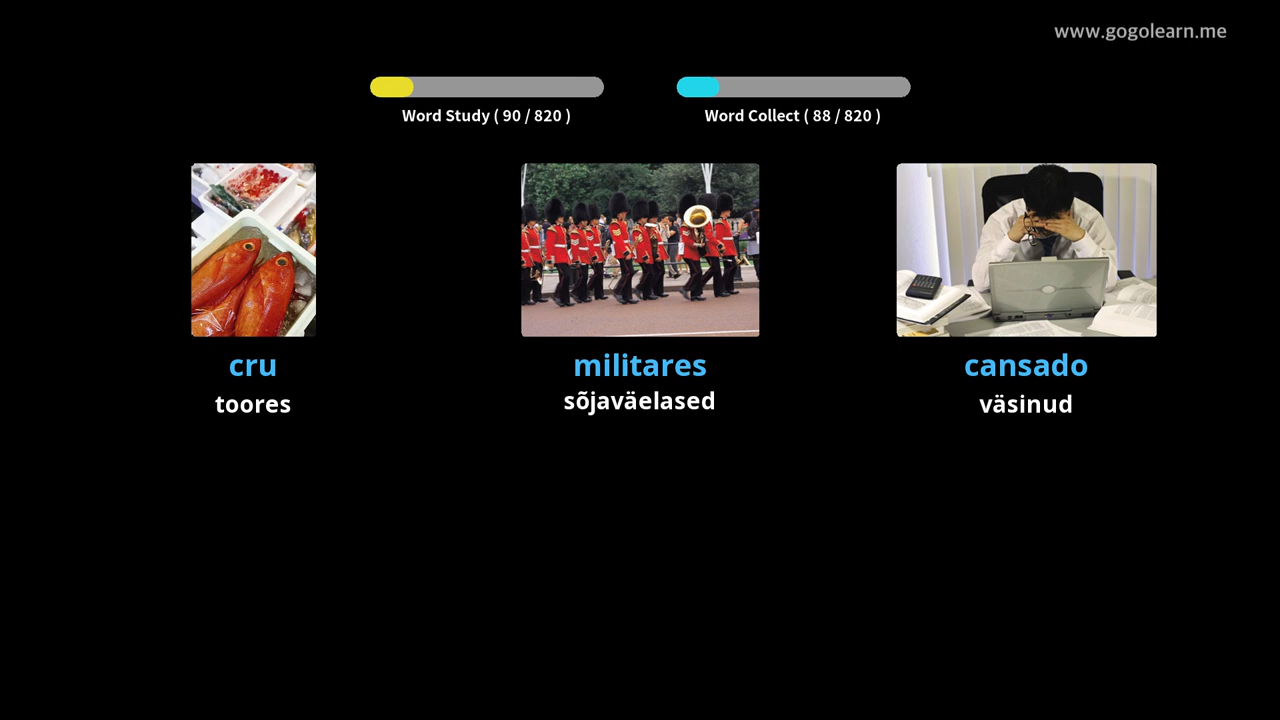 www.gogolearn.me
Word Study ( 90 / 820 )
Word Collect ( 88 / 820 )
cru
toores
militares
sõjaväelased
cansado
väsinud